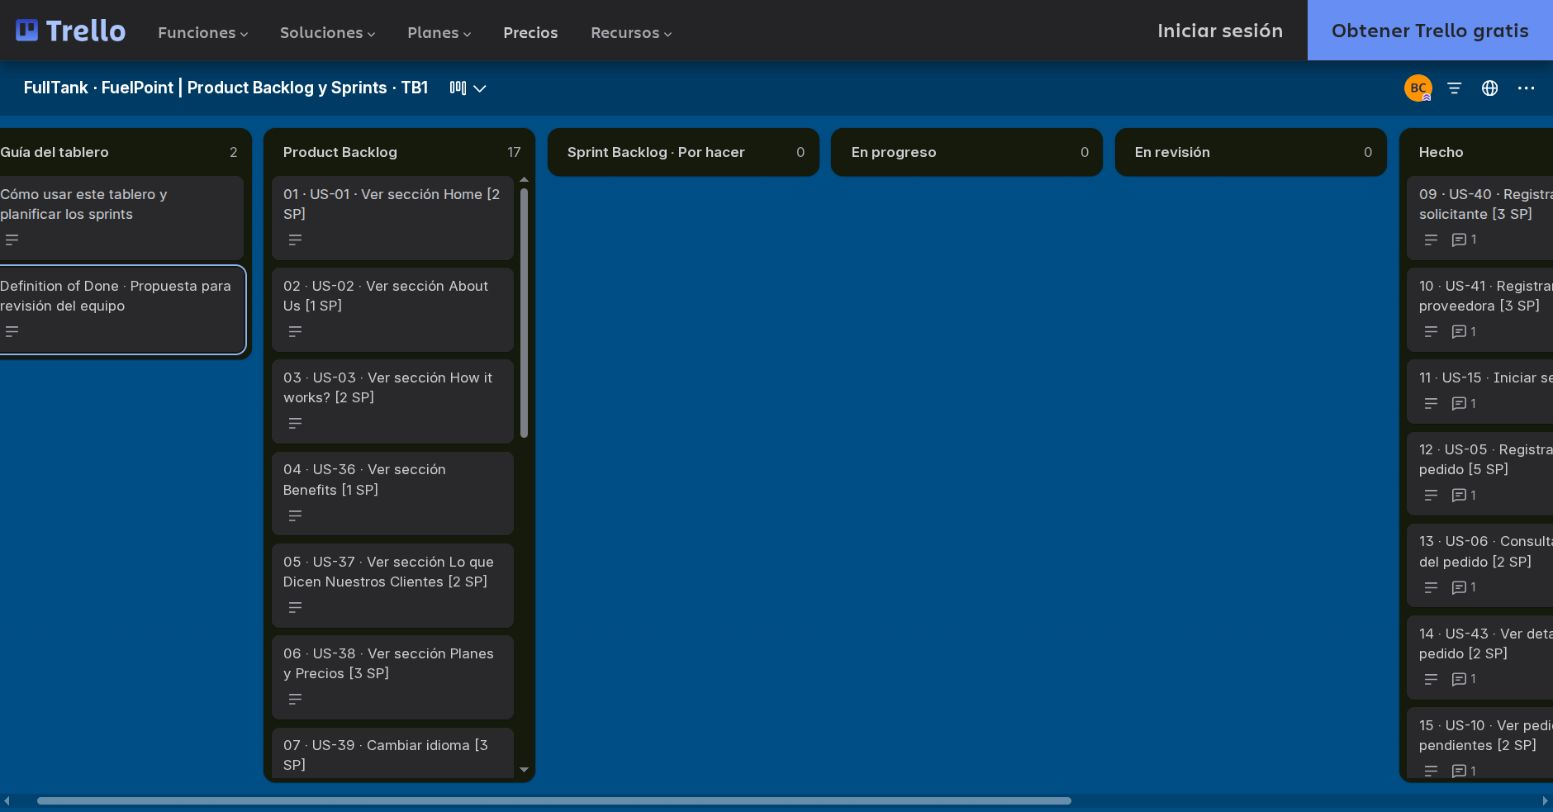 Trello
Funciones
Soluciones
Planes
Precios
Recursos
Iniciar sesión
Obtener Trello gratis
FullTank · FuelPoint | Product Backlog y Sprints · TB1
BC
Guía del tablero
2
Cómo usar este tablero y
planificar los sprints
Definition of Done · Propuesta para
revisión del equipo
Product Backlog
17
01 · US-01 · Ver sección Home [2
SP]
02 · US-02 · Ver sección About
Us [1 SP]
03 · US-03 · Ver sección How it
works? [2 SP]
04 · US-36 · Ver sección
Benefits [1 SP]
05 · US-37 · Ver sección Lo que
Dicen Nuestros Clientes [2 SP]
06 · US-38 · Ver sección Planes
y Precios [3 SP]
07 · US-39 · Cambiar idioma [3
SP]
Sprint Backlog · Por hacer
0
En progreso
0
En revisión
0
Hecho
09 · US-40 · Registra
solicitante [3 SP]
1
10 · US-41 · Registrar
proveedora [3 SP]
1
11 · US-15 · Iniciar se
1
12 · US-05 · Registra
pedido [5 SP]
1
13 · US-06 · Consulta
del pedido [2 SP]
1
14 · US-43 · Ver deta
pedido [2 SP]
1
15 · US-10 · Ver pedi
pendientes [2 SP]
1